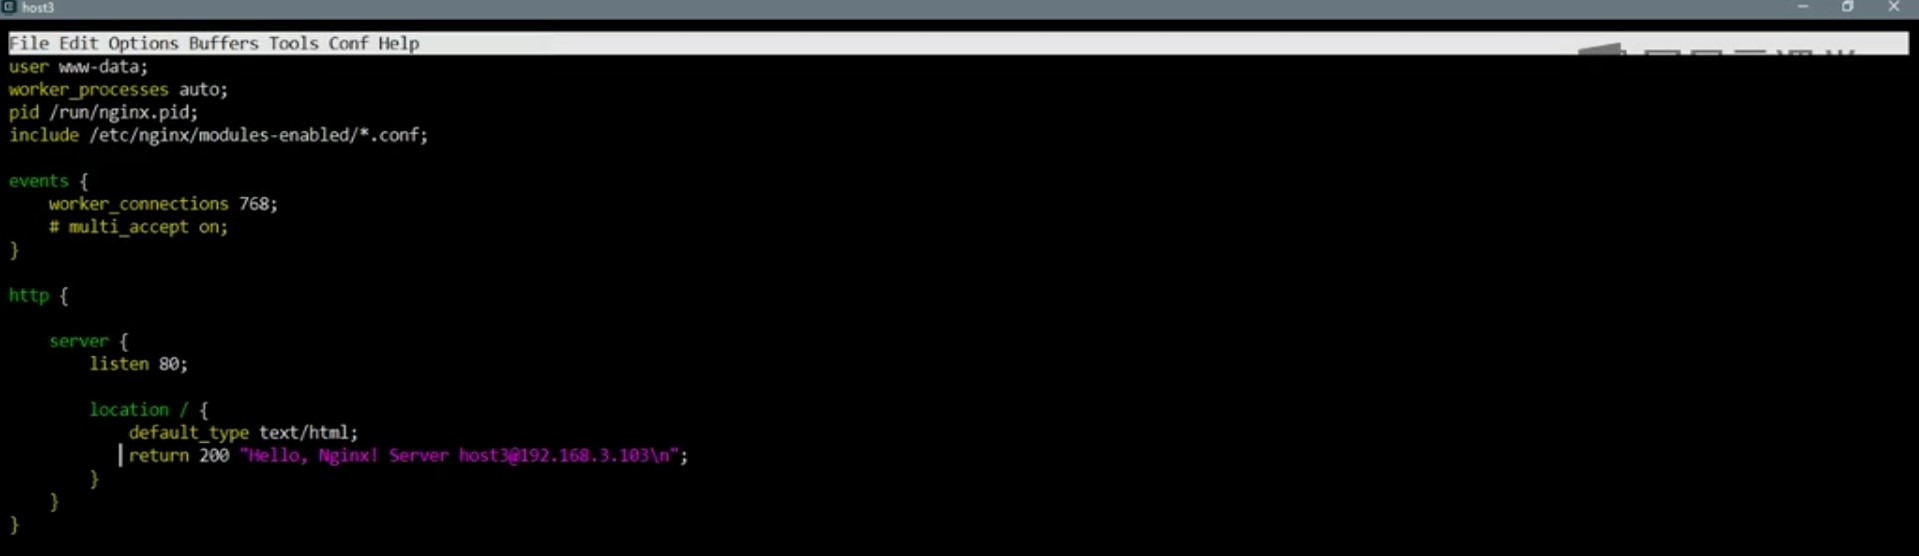 host3
File Edit Options Buffers Tools Conf Help
user www-data;
worker_processes auto;
pid /run/nginx.pid;
include /etc/nginx/modules-enabled/*.conf;
events {
    worker_connections 768;
    # multi_accept on;
}
http {
    server {
        listen 80;
        location / {
            default_type text/html;
            return 200 "Hello, Nginx! Server host3@192.168.3.103\n";
        }
    }
}